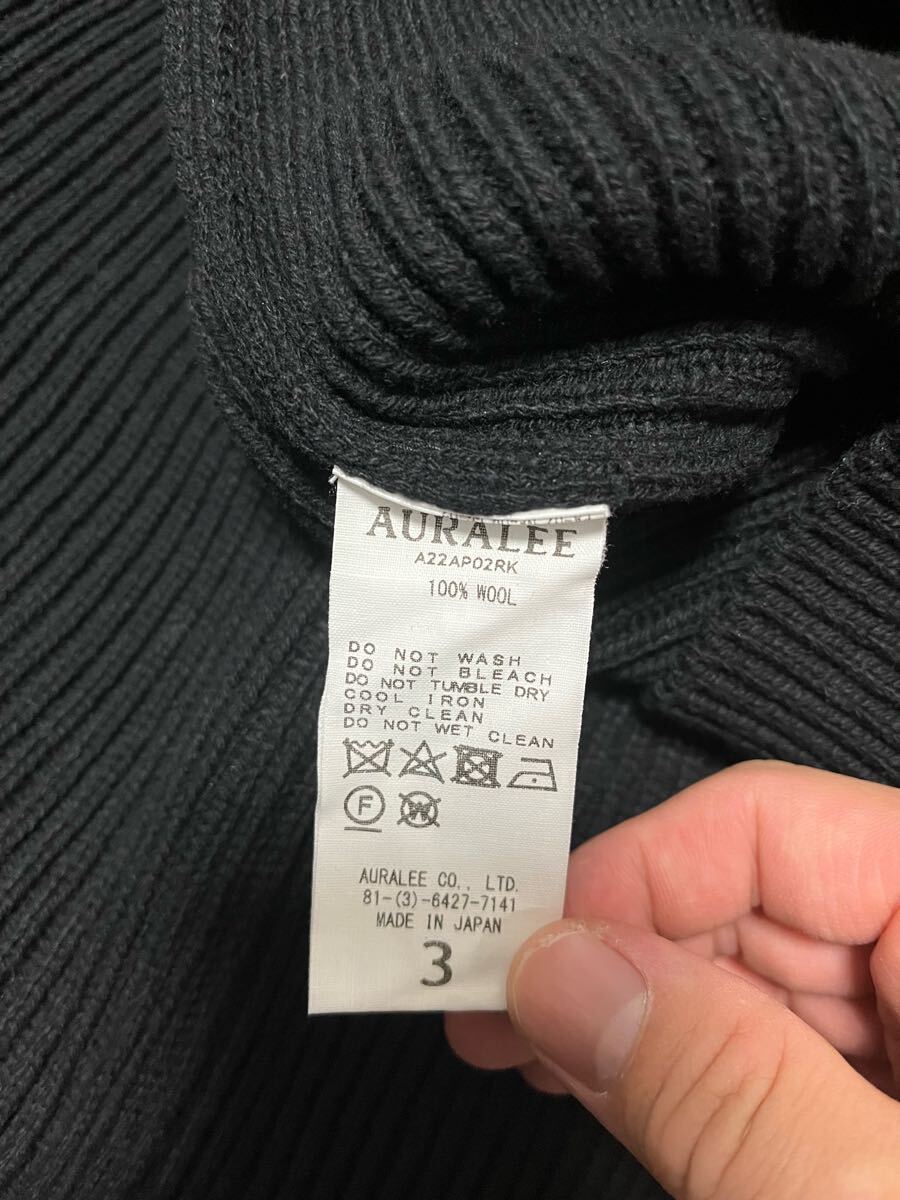 AURALEE
A22AP02RK
100% WOOL
DO NOT WASH
DO NOT BLEACH
DO NOT TUMBLE DRY
COOL IRON
DRY CLEAN
DO NOT WET CLEAN
F
W
AURALEE CO., LTD.
81-(3)-6427-7141
MADE IN JAPAN
3